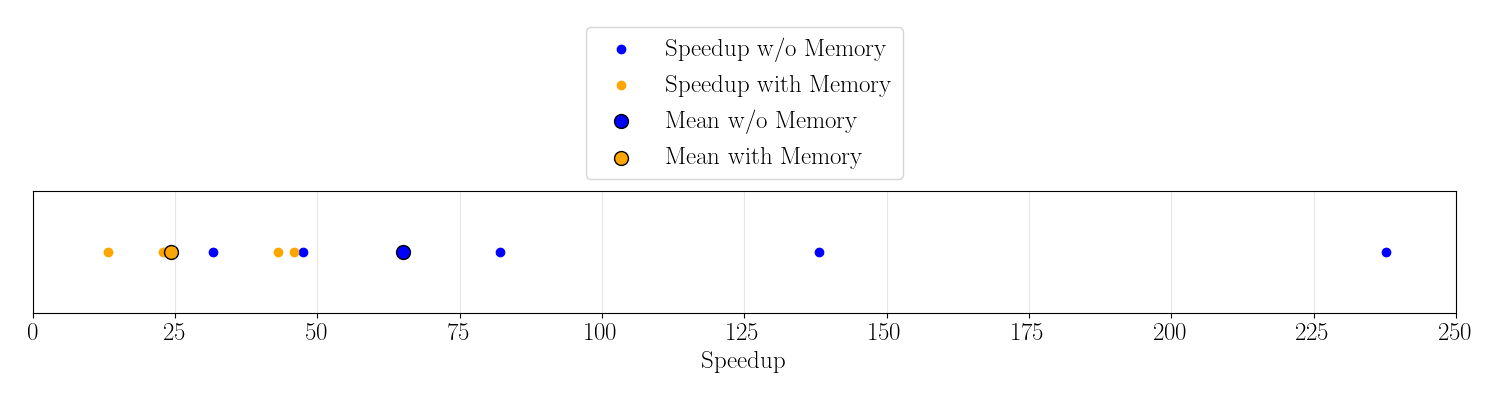 Speedup w/o Memory
Speedup with Memory
Mean w/o Memory
Mean with Memory
0 25 50 75 100 125 150 175 200 225 250
Speedup